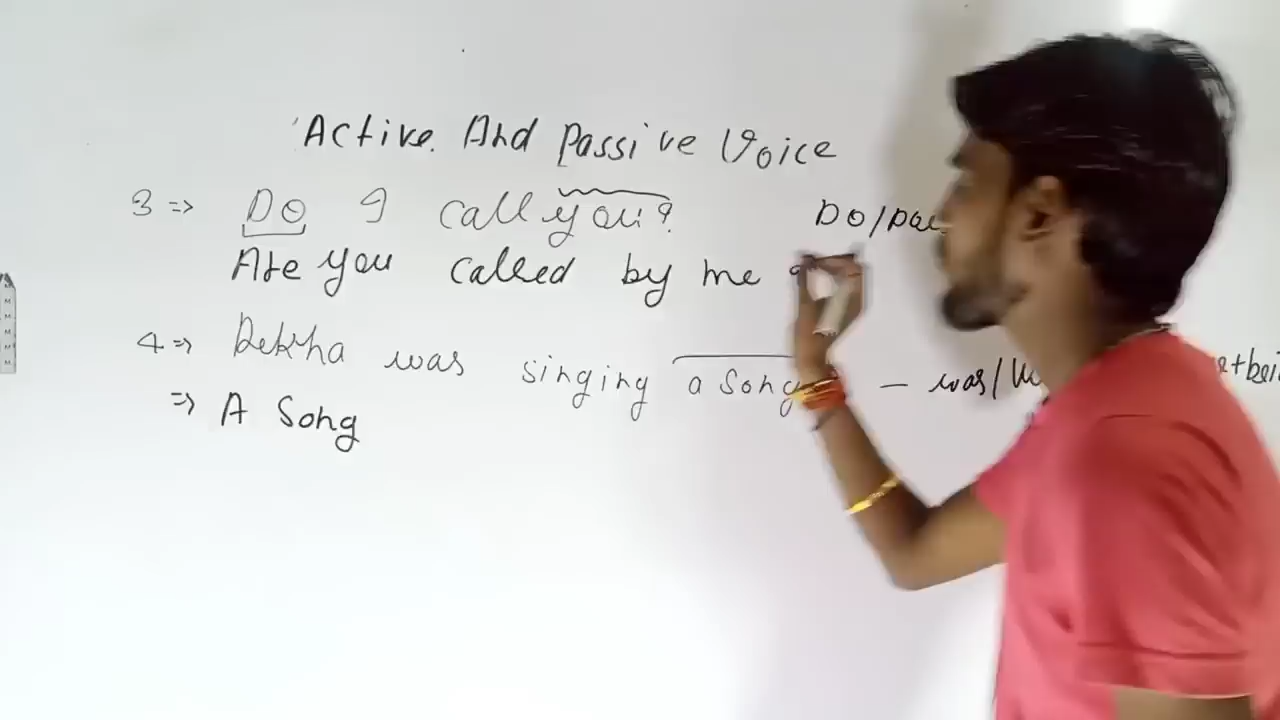 Active And Passive Voice
3 => DO I call you?
DO/
Are you called by me
4 => Rekha was singing a song – was/
=> A Song